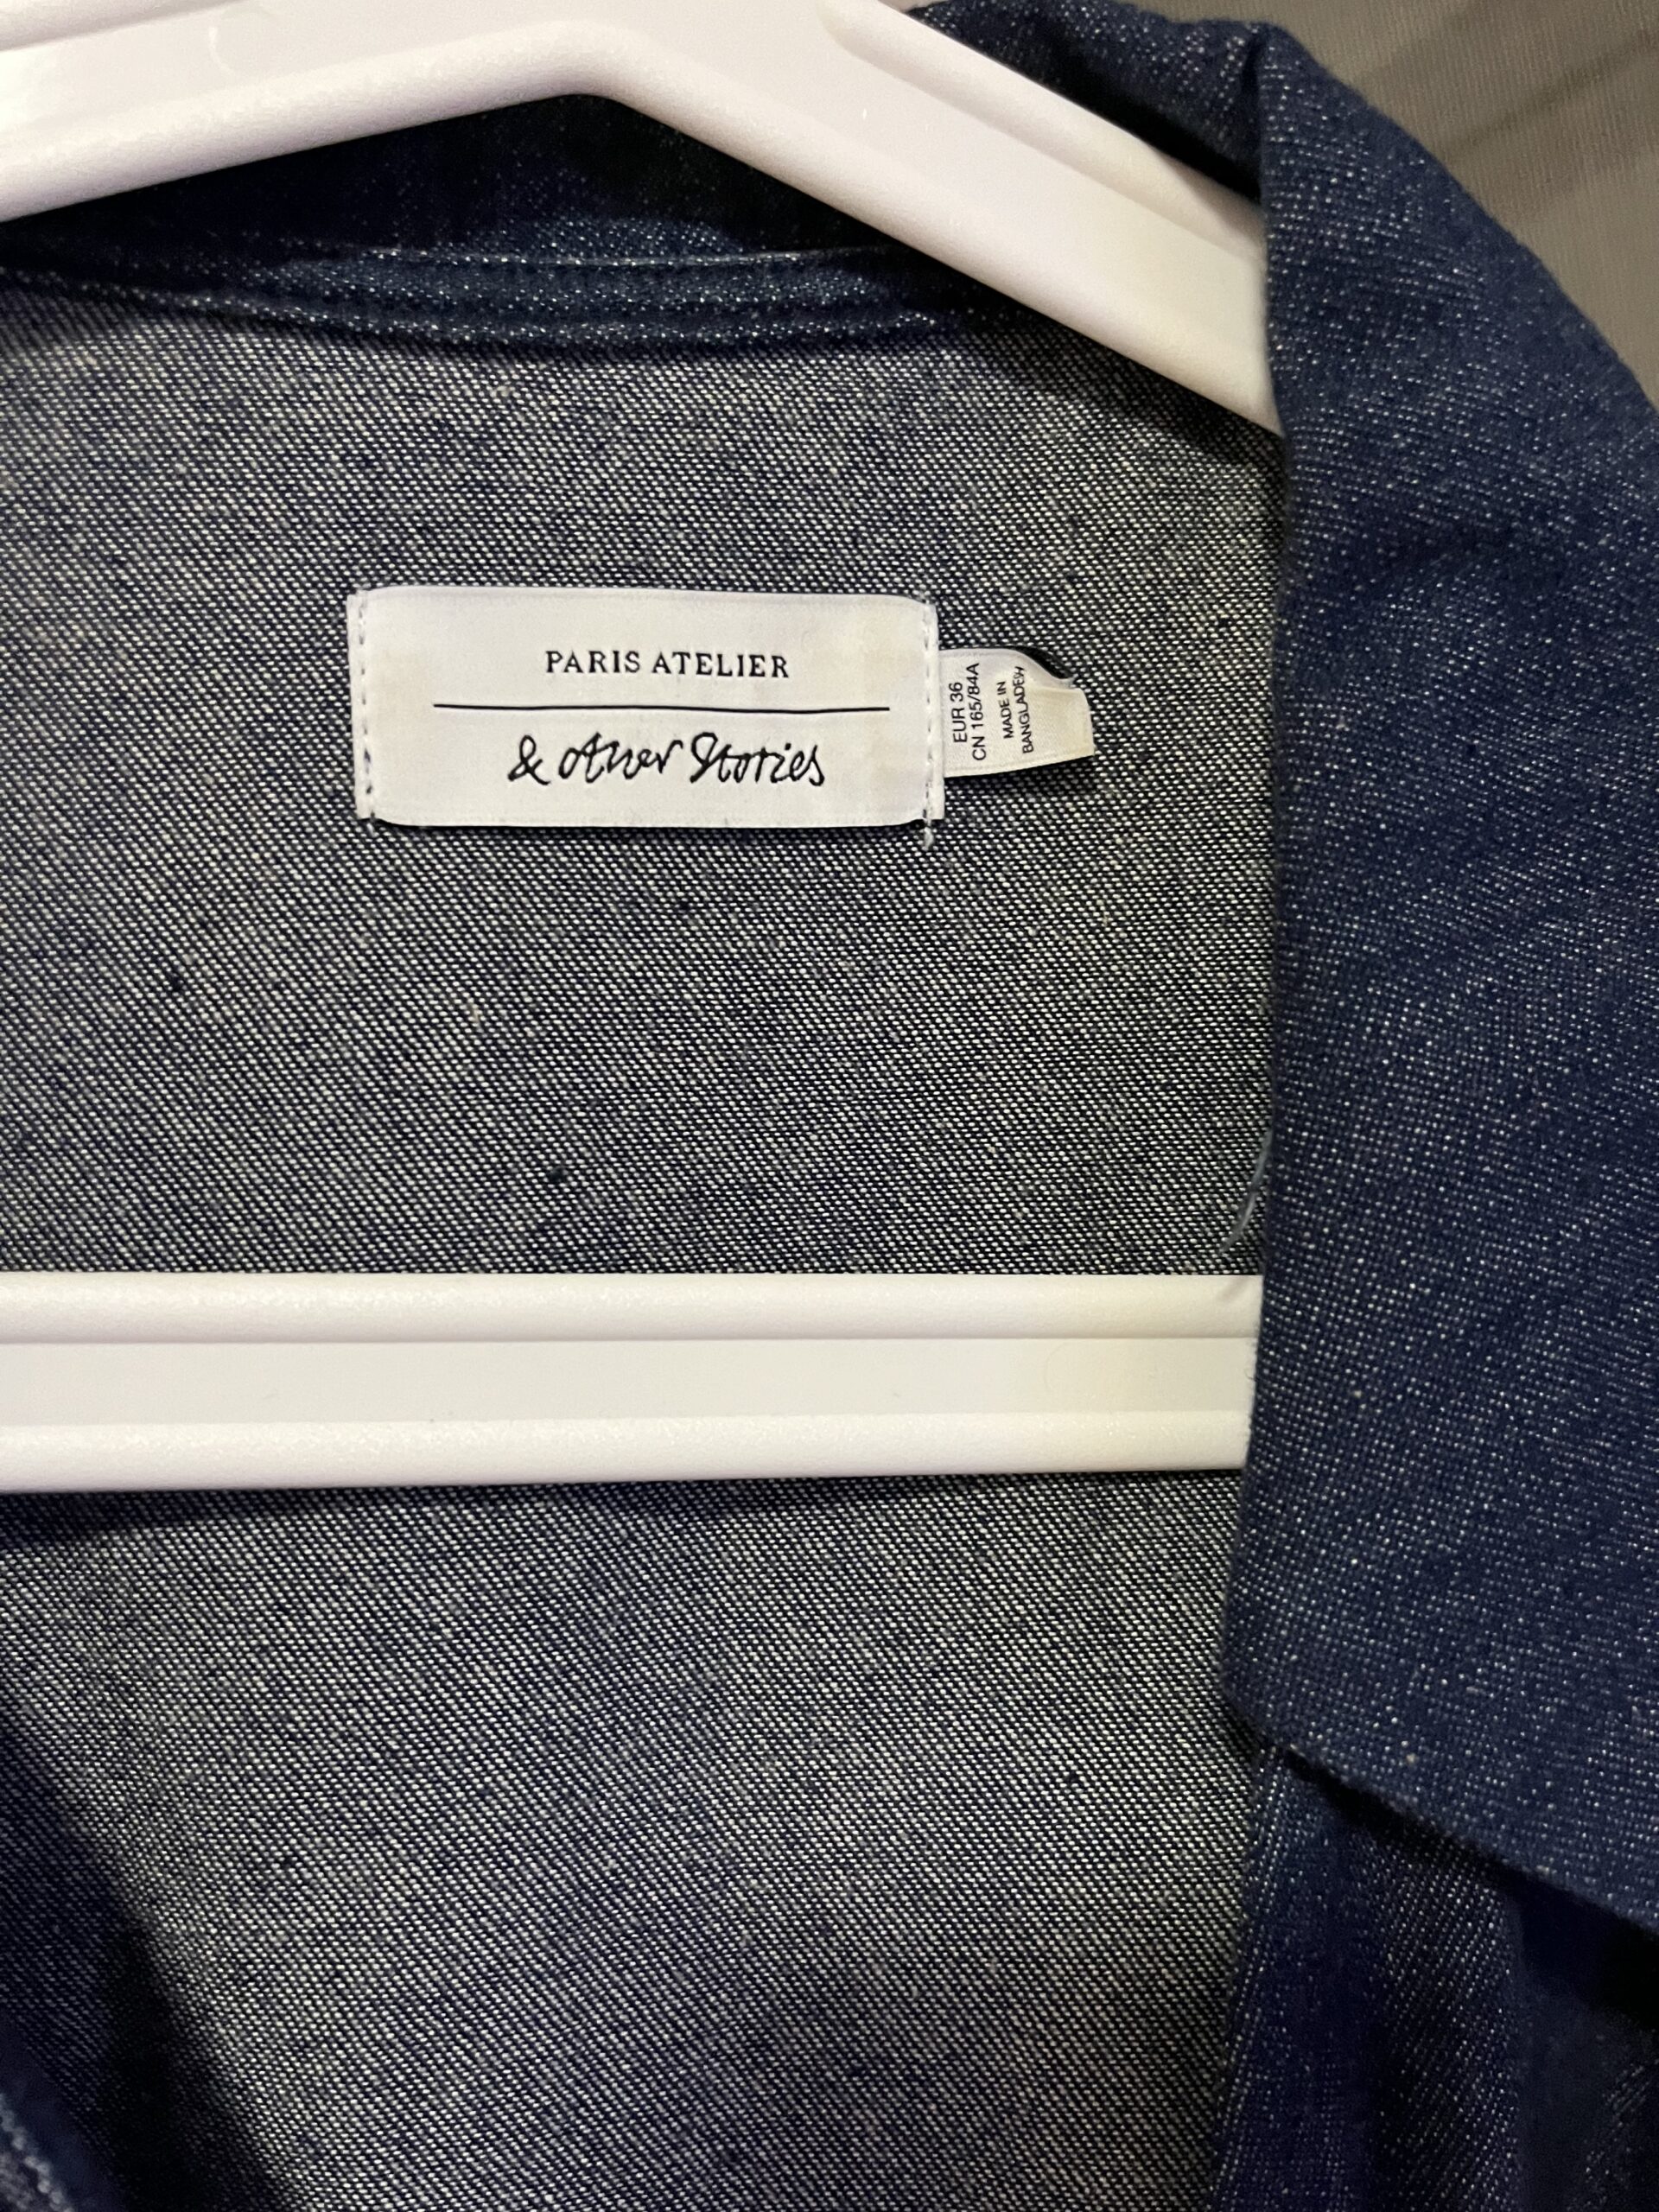 PARIS ATELIER
& other Stories
EUR 36
CN 165/84A
MADE IN
BANGLADESH